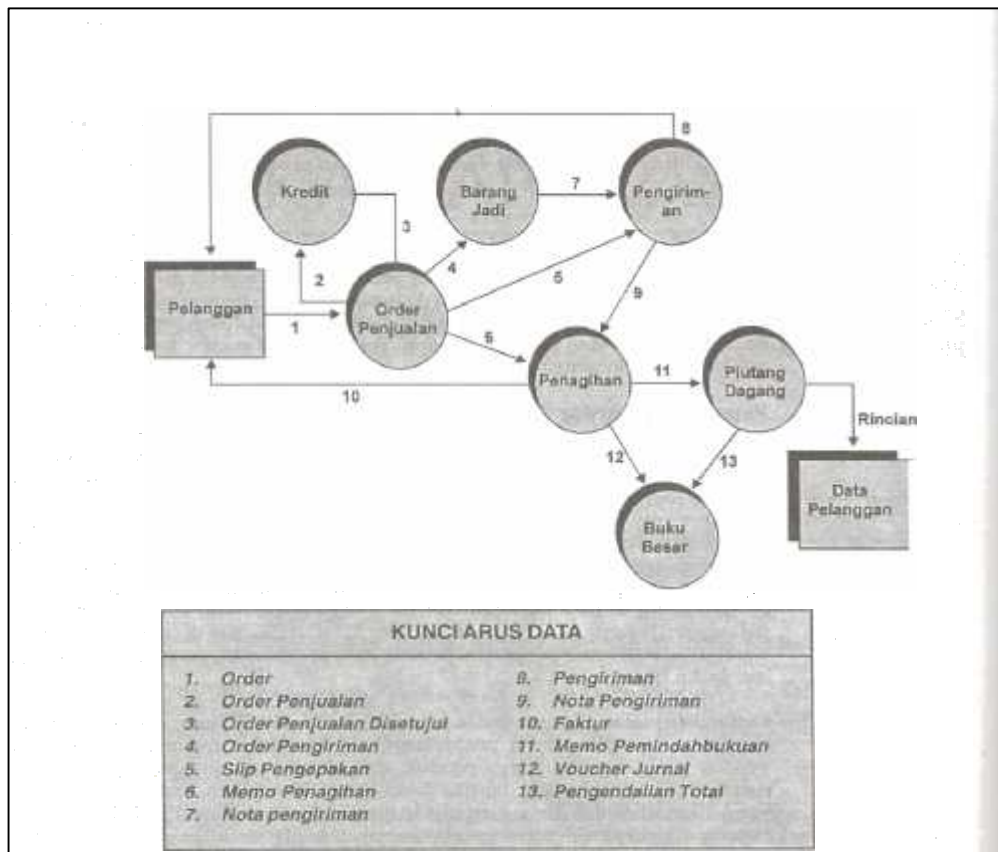 8
Kredit
Barang
Jadi
7
Pengirim-
an
3
2
4
5
9
Pelanggan
1
Order
Penjualan
6
10
Penagihan
11
Piutang
Dagang
Rincian
12
13
Data
Pelanggan
Buku
Besar
KUNCI ARUS DATA
1. Order
2. Order Penjualan
3. Order Penjualan Disetujui
4. Order Pengiriman
5. Slip Pengepakan
6. Memo Penagihan
7. Nota pengiriman
8. Pengiriman
9. Nota Pengiriman
10. Faktur
11. Memo Pemindahbukuan
12. Voucher Jurnal
13. Pengendalian Total